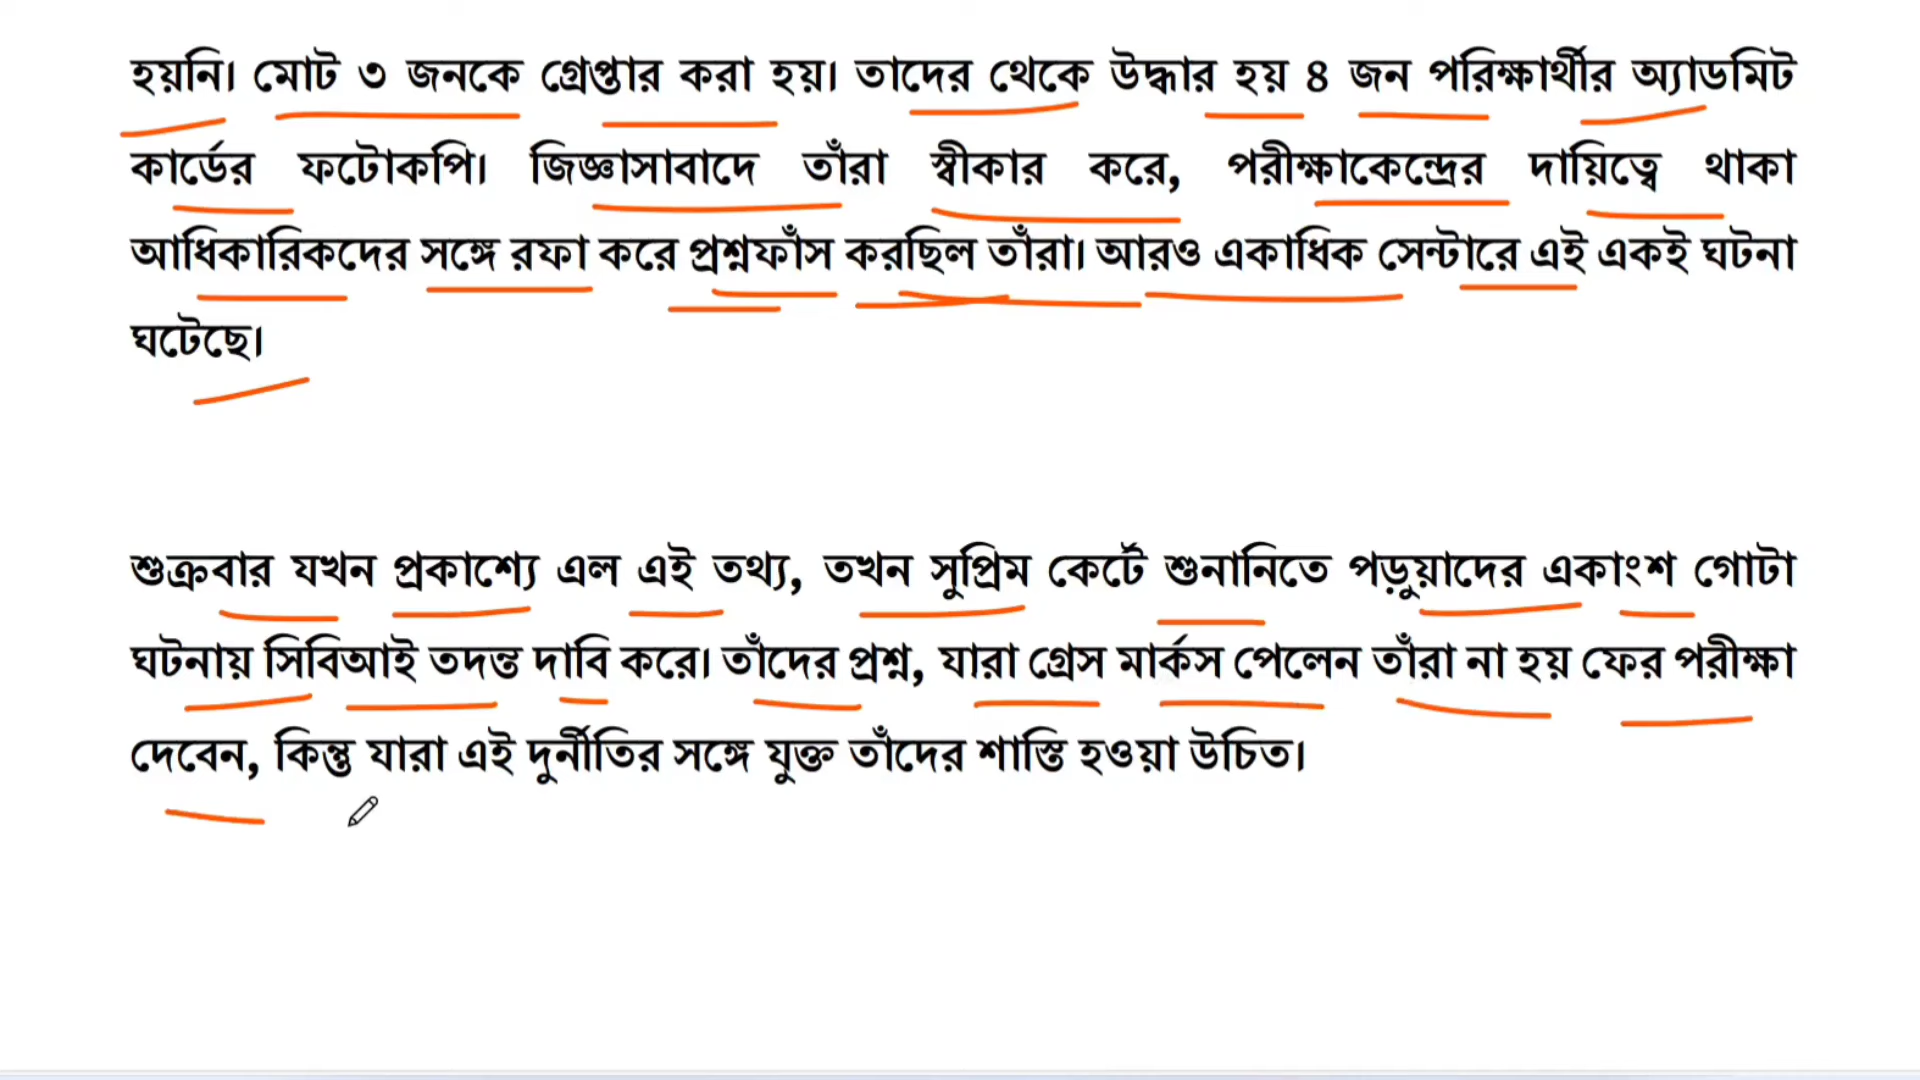 হয়নি। মোট ৩ জনকে গ্রেপ্তার করা হয়। তাদের থেকে উদ্ধার হয় ৪ জন পরিক্ষার্থীর অ্যাডমিট
কার্ডের ফটোকপি। জিজ্ঞাসাবাদে তাঁরা স্বীকার করে, পরীক্ষাকেন্দ্রের দায়িত্বে থাকা
আধিকারিকদের সঙ্গে রফা করে প্রশ্নফাঁস করছিল তাঁরা। আরও একাধিক সেন্টারে এই একই ঘটনা
ঘটেছে।
শুক্রবার যখন প্রকাশ্যে এল এই তথ্য, তখন সুপ্রিম কোর্টে শুনানিতে পড়ুয়াদের একাংশ গোটা
ঘটনায় সিবিআই তদন্ত দাবি করে। তাঁদের প্রশ্ন, যারা গ্রেস মার্কস পেলেন তাঁরা না হয় ফের পরীক্ষা
দেবেন, কিন্তু যারা এই দুর্নীতির সঙ্গে যুক্ত তাঁদের শাস্তি হওয়া উচিত।